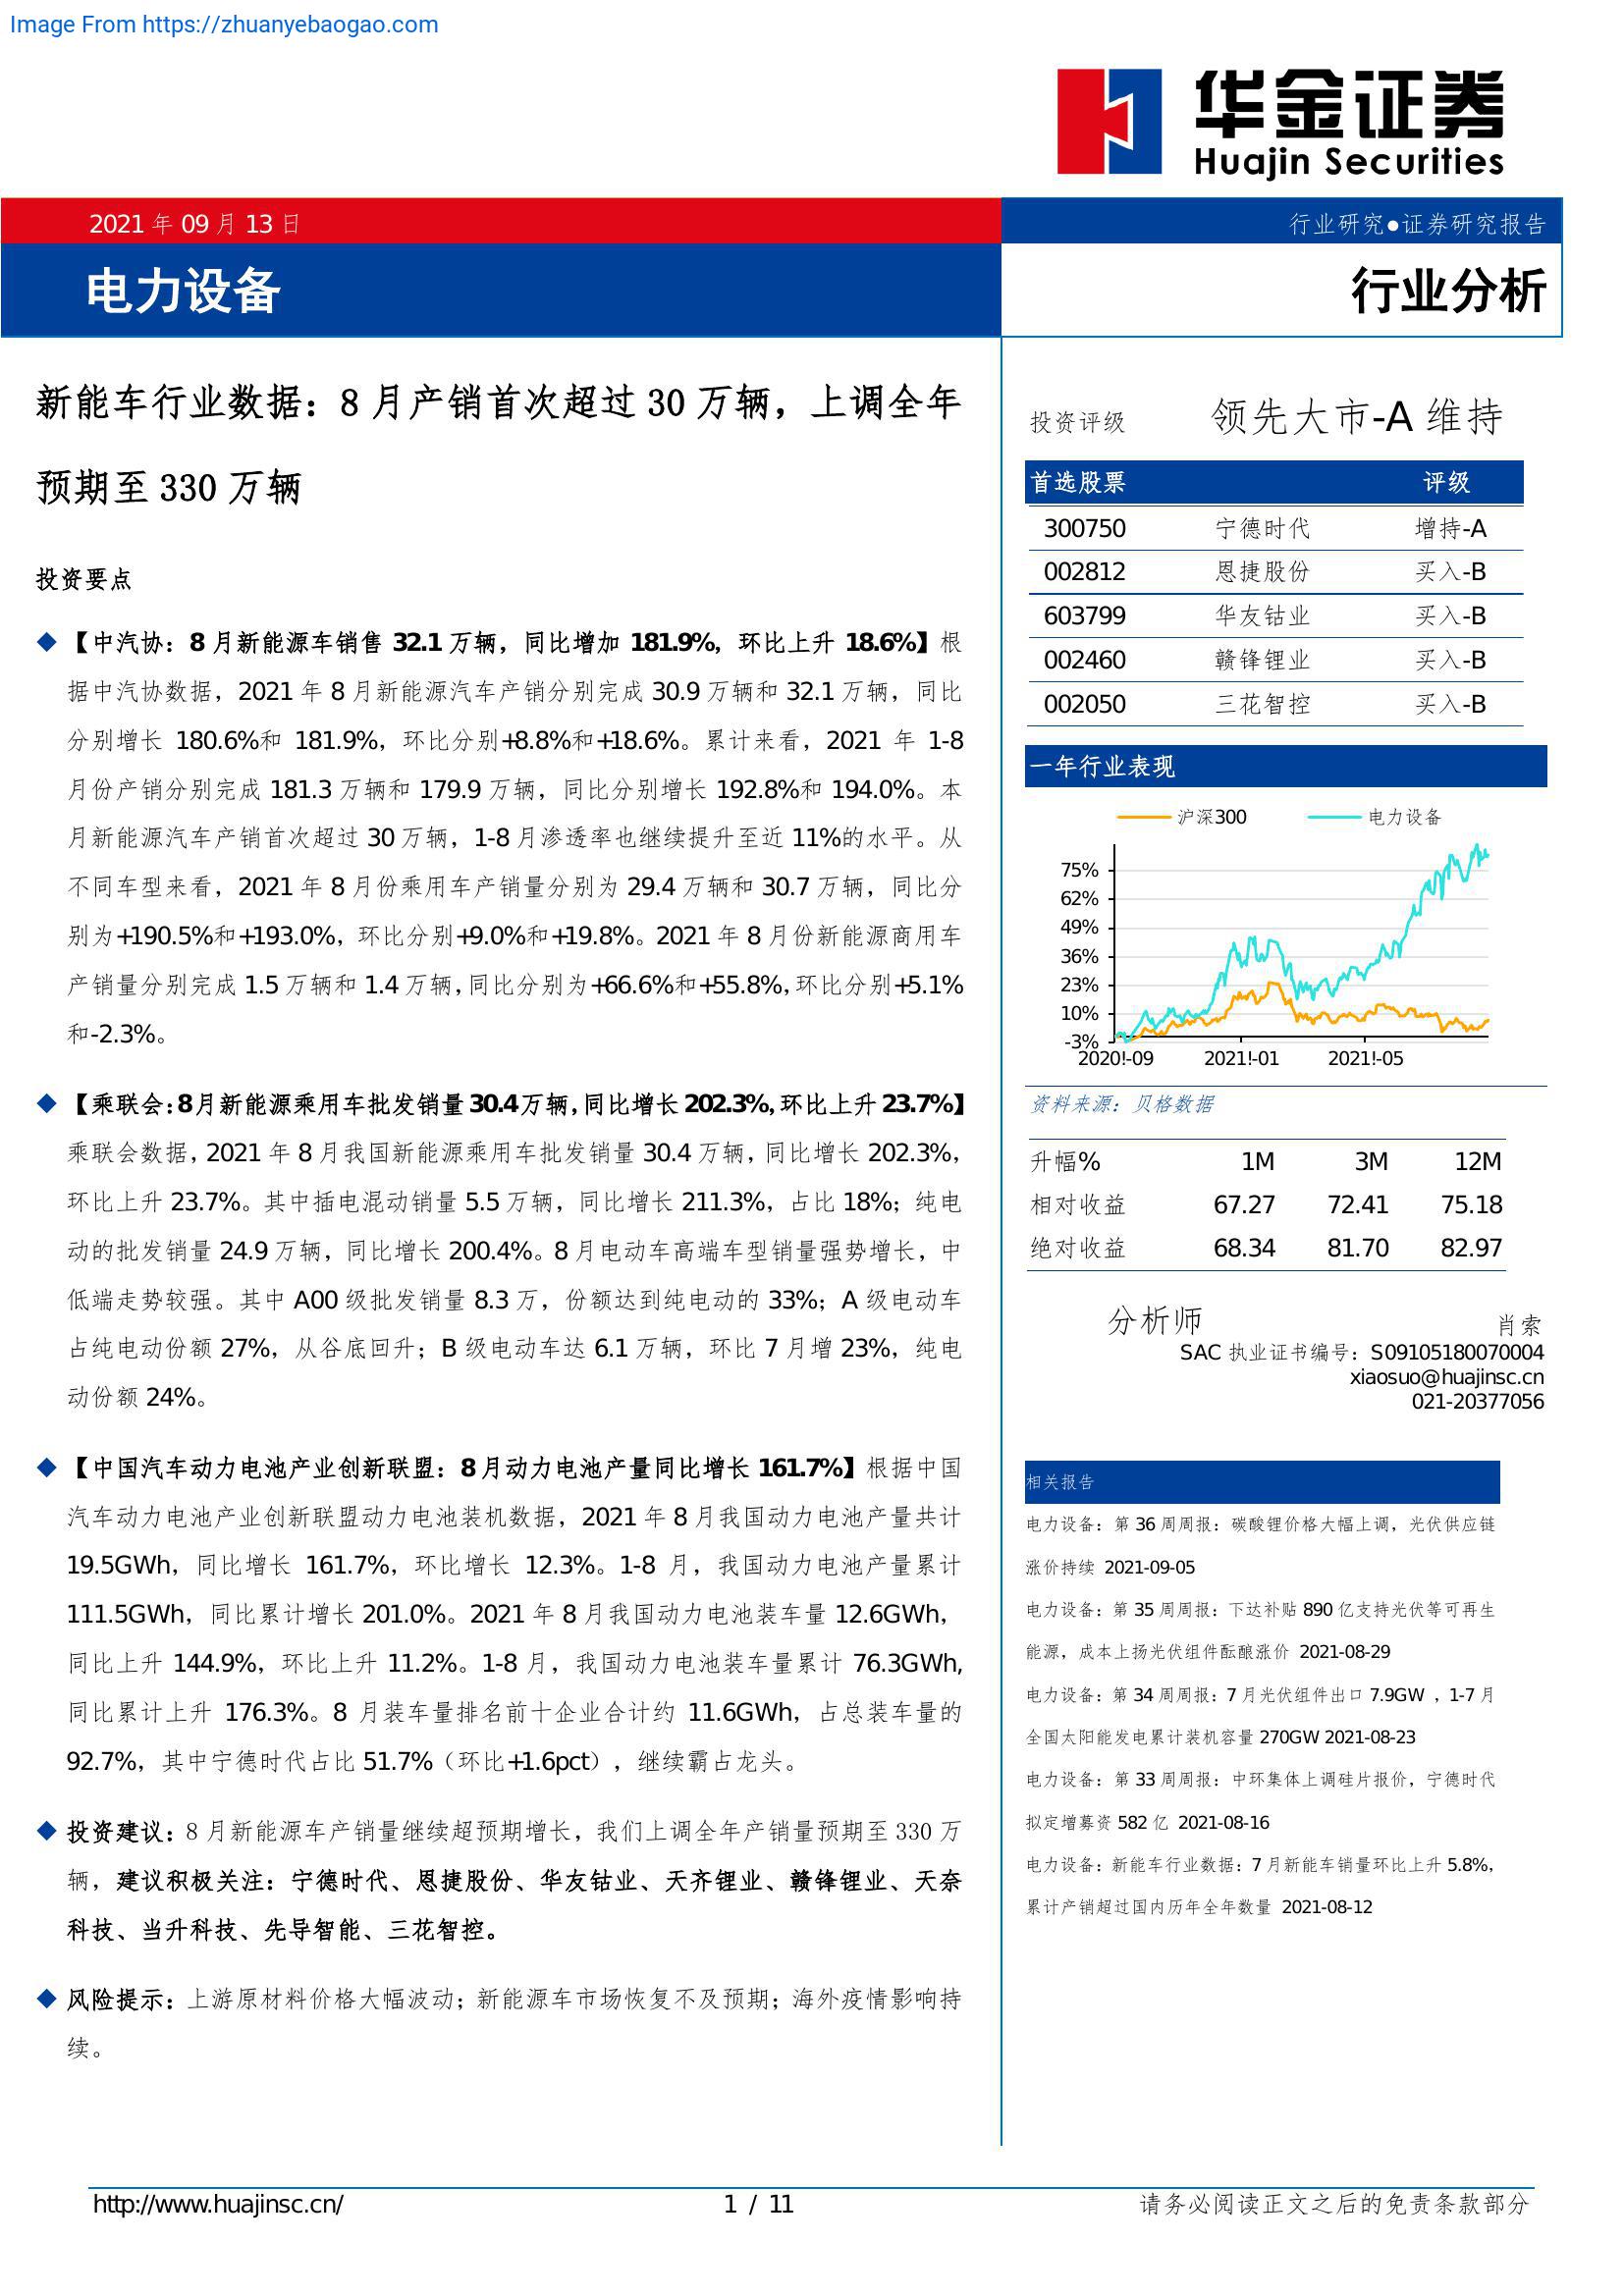 Image From https://zhuanyebaogao.com
华金证券
Huajin Securities
2021 年 09 月 13 日
行业研究●证券研究报告
电力设备
行业分析
新能车行业数据：8 月产销首次超过 30 万辆，上调全年
预期至 330 万辆
投资要点
◆ 【中汽协：8 月新能源车销售 32.1 万辆，同比增加 181.9%，环比上升 18.6%】根
据中汽协数据，2021 年 8 月新能源汽车产销分别完成 30.9 万辆和 32.1 万辆，同比
分别增长 180.6%和 181.9%，环比分别+8.8%和+18.6%。累计来看，2021 年 1-8
月份产销分别完成 181.3 万辆和 179.9 万辆，同比分别增长 192.8%和 194.0%。本
月新能源汽车产销首次超过 30 万辆，1-8 月渗透率也继续提升至近 11%的水平。从
不同车型来看，2021 年 8 月份乘用车产销量分别为 29.4 万辆和 30.7 万辆，同比分
别为+190.5%和+193.0%，环比分别+9.0%和+19.8%。2021 年 8 月份新能源商用车
产销量分别完成 1.5 万辆和 1.4 万辆，同比分别为+66.6%和+55.8%，环比分别+5.1%
和-2.3%。
◆ 【乘联会：8月新能源乘用车批发销量 30.4万辆，同比增长 202.3%，环比上升 23.7%】
乘联会数据，2021 年 8 月我国新能源乘用车批发销量 30.4 万辆，同比增长 202.3%，
环比上升 23.7%。其中插电混动销量 5.5 万辆，同比增长 211.3%，占比 18%；纯电
动的批发销量 24.9 万辆，同比增长 200.4%。8 月电动车高端车型销量强势增长，中
低端走势较强。其中 A00 级批发销量 8.3 万，份额达到纯电动的 33%；A 级电动车
占纯电动份额 27%，从谷底回升；B 级电动车达 6.1 万辆，环比 7 月增 23%，纯电
动份额 24%。
◆ 【中国汽车动力电池产业创新联盟：8 月动力电池产量同比增长 161.7%】根据中国
汽车动力电池产业创新联盟动力电池装机数据，2021 年 8 月我国动力电池产量共计
19.5GWh，同比增长 161.7%，环比增长 12.3%。1-8 月，我国动力电池产量累计
111.5GWh，同比累计增长 201.0%。2021 年 8 月我国动力电池装车量 12.6GWh，
同比上升 144.9%，环比上升 11.2%。1-8 月，我国动力电池装车量累计 76.3GWh,
同比累计上升 176.3%。8 月装车量排名前十企业合计约 11.6GWh，占总装车量的
92.7%，其中宁德时代占比 51.7%（环比+1.6pct），继续霸占龙头。
◆ 投资建议：8 月新能源车产销量继续超预期增长，我们上调全年产销量预期至 330 万
辆，建议积极关注：宁德时代、恩捷股份、华友钴业、天齐锂业、赣锋锂业、天奈
科技、当升科技、先导智能、三花智控。
◆ 风险提示：上游原材料价格大幅波动；新能源车市场恢复不及预期；海外疫情影响持
续。
投资评级 领先大市-A 维持
首选股票 评级
300750 宁德时代 增持-A
002812 恩捷股份 买入-B
603799 华友钴业 买入-B
002460 赣锋锂业 买入-B
002050 三花智控 买入-B
一年行业表现
沪深300 电力设备
75%
62%
49%
36%
23%
10%
-3%
2020!-09 2021!-01 2021!-05
资料来源：贝格数据
升幅% 1M 3M 12M
相对收益 67.27 72.41 75.18
绝对收益 68.34 81.70 82.97
分析师 肖索
SAC 执业证书编号：S09105180070004
xiaosuo@huajinsc.cn
021-20377056
相关报告
电力设备：第 36 周周报：碳酸锂价格大幅上调，光伏供应链
涨价持续 2021-09-05
电力设备：第 35 周周报：下达补贴 890 亿支持光伏等可再生
能源，成本上扬光伏组件酝酿涨价 2021-08-29
电力设备：第 34 周周报：7 月光伏组件出口 7.9GW ，1-7 月
全国太阳能发电累计装机容量 270GW 2021-08-23
电力设备：第 33 周周报：中环集体上调硅片报价，宁德时代
拟定增募资 582 亿 2021-08-16
电力设备：新能车行业数据：7 月新能车销量环比上升 5.8%，
累计产销超过国内历年全年数量 2021-08-12
http://www.huajinsc.cn/ 1 / 11 请务必阅读正文之后的免责条款部分